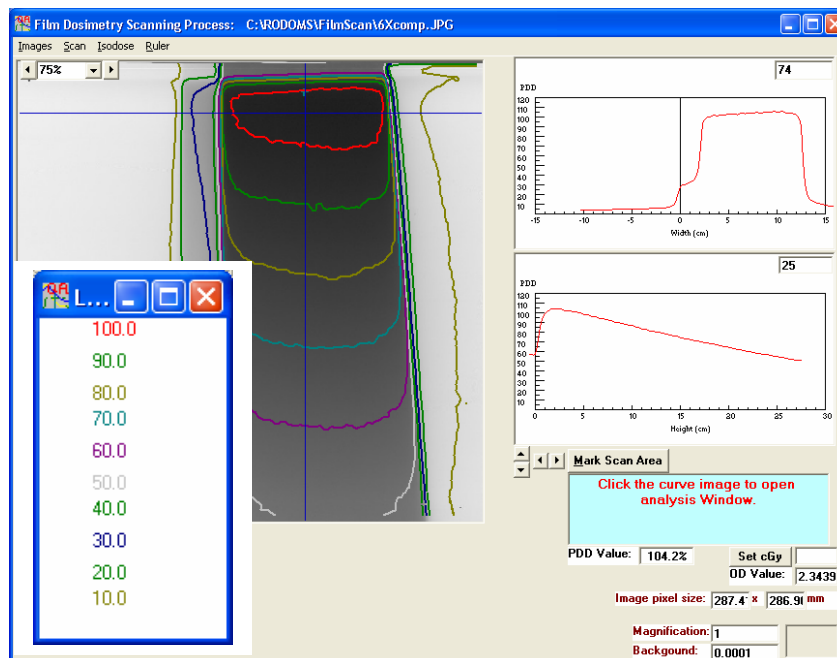 Film Dosimetry Scanning Process: C:\RODOMS\FilmScan\6Xcomp.JPG
Images Scan Isodose Ruler
75%
74
PDD
120
110
100
90
80
70
60
50
40
30
20
10
-15 -10 -5 0 5 10 15
Width (cm)
25
PDD
120
110
100
90
80
70
60
50
40
30
20
10
0 5 10 15 20 25 30
Height (cm)
L...
100.0
90.0
80.0
70.0
60.0
50.0
40.0
30.0
20.0
10.0
Mark Scan Area
Click the curve image to open
analysis Window.
PDD Value: 104.2% Set cGy
OD Value: 2.3439
Image pixel size: 287.4 x 286.9 mm
Magnification: 1
Backgound: 0.0001